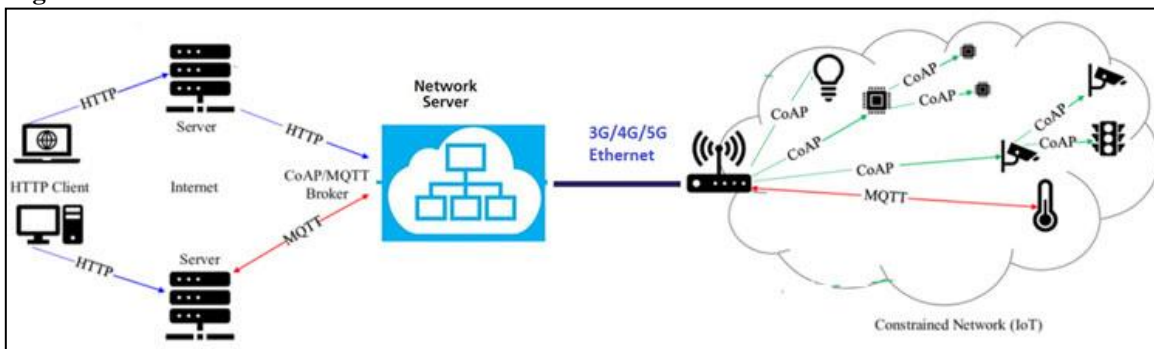 HTTP
Server
HTTP
HTTP Client
Internet
CoAP/MQTT
Broker
HTTP
Server
MQTT
Network
Server
3G/4G/5G
Ethernet
CoAP
CoAP
CoAP
CoAP
CoAP
CoAP
CoAP
MQTT
Constrained Network (IoT)